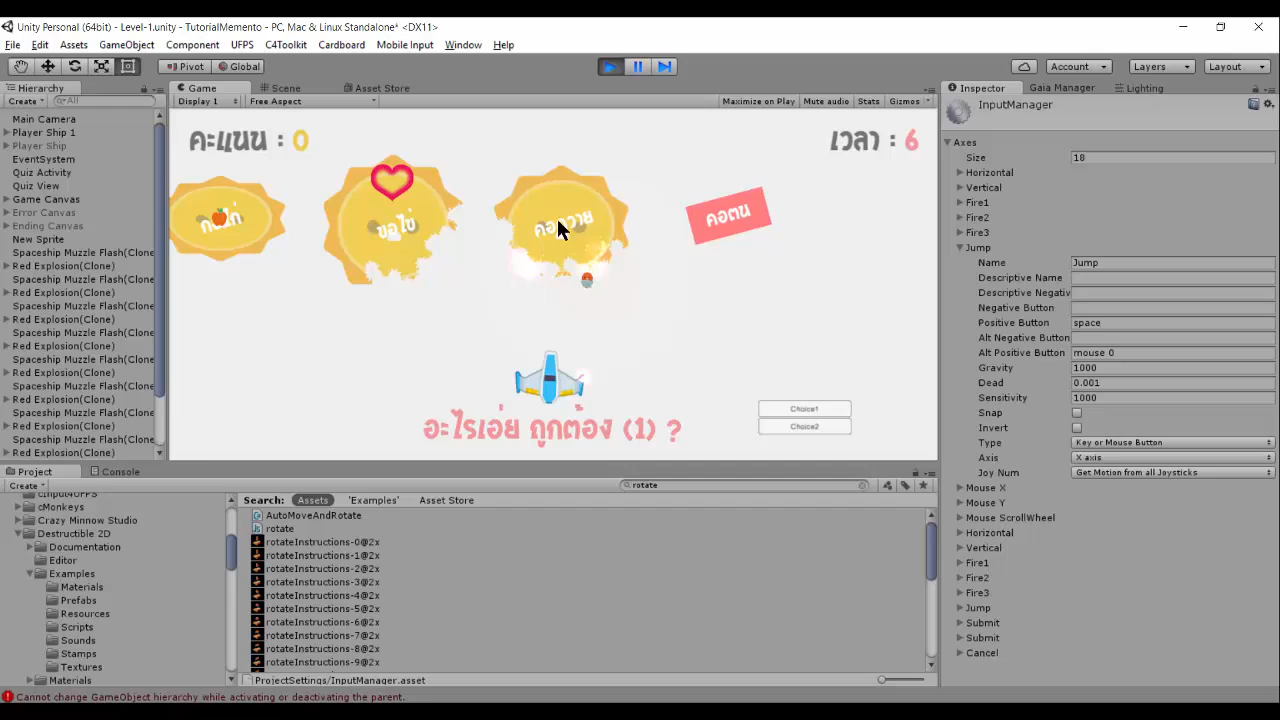 Unity Personal (64bit) - Level-1.unity - TutorialMemento - PC, Mac & Linux Standalone* <DX11>
File Edit Assets GameObject Component UFPS C4Toolkit Cardboard Mobile Input Window Help
Pivot Global Account Layers Layout
Hierarchy
Create All
Main Camera
Player Ship 1
Player Ship
EventSystem
Quiz Activity
Quiz View
Game Canvas
Error Canvas
Ending Canvas
New Sprite
Spaceship Muzzle Flash(Clone
Red Explosion(Clone)
Spaceship Muzzle Flash(Clone
Red Explosion(Clone)
Spaceship Muzzle Flash(Clone
Red Explosion(Clone)
Spaceship Muzzle Flash(Clone
Red Explosion(Clone)
Spaceship Muzzle Flash(Clone
Red Explosion(Clone)
Spaceship Muzzle Flash(Clone
Red Explosion(Clone)
Spaceship Muzzle Flash(Clone
Red Explosion(Clone)
Spaceship Muzzle Flash(Clone
Red Explosion(Clone)
Game Scene Asset Store
Display 1 Free Aspect Maximize on Play Mute audio Stats Gizmos
คะแนน : 0
เวลา : 6
ขอไข่
คอตน
อะไรเอ่ย ถูกต้อง (1) ?
Choice1
Choice2
Inspector Gaia Manager Lighting
InputManager
Axes
Size 18
Horizontal
Vertical
Fire1
Fire2
Fire3
Jump
Name Jump
Descriptive Name
Descriptive Negativ
Negative Button
Positive Button space
Alt Negative Button
Alt Positive Button mouse 0
Gravity 1000
Dead 0.001
Sensitivity 1000
Snap
Invert
Type Key or Mouse Button
Axis X axis
Joy Num Get Motion from all Joysticks
Mouse X
Mouse Y
Mouse ScrollWheel
Horizontal
Vertical
Fire1
Fire2
Fire3
Jump
Submit
Submit
Cancel
Project Console
Create rotate
cMonkeys
Crazy Minnow Studio
Destructible 2D
Documentation
Editor
Examples
Materials
Prefabs
Resources
Scripts
Sounds
Stamps
Textures
Materials
Search: Assets 'Examples' Asset Store
AutoMoveAndRotate
rotate
rotateInstructions-0@2x
rotateInstructions-1@2x
rotateInstructions-2@2x
rotateInstructions-3@2x
rotateInstructions-4@2x
rotateInstructions-5@2x
rotateInstructions-6@2x
rotateInstructions-7@2x
rotateInstructions-8@2x
rotateInstructions-9@2x
ProjectSettings/InputManager.asset
Cannot change GameObject hierarchy while activating or deactivating the parent.